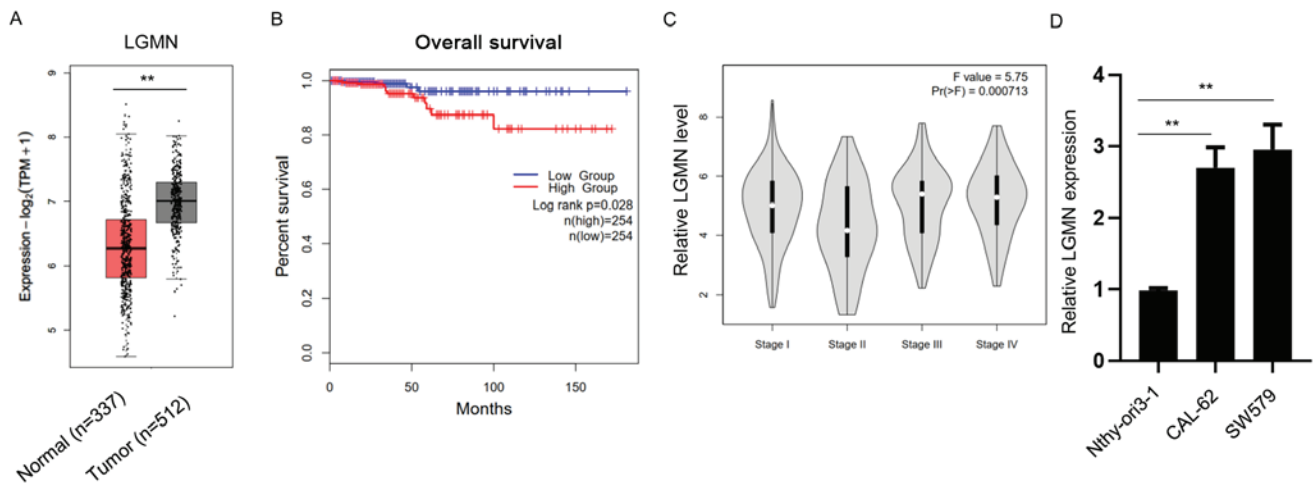 A
LGMN
**
Expression – log₂(TPM + 1)
9
8
7
6
5
Normal (n=337)
Tumor (n=512)
B
Overall survival
Percent survival
1.0
0.8
0.6
0.4
0.2
0.0
Low Group
High Group
Log rank p=0.028
n(high)=254
n(low)=254
0
50
100
150
Months
C
F value = 5.75
Pr(>F) = 0.000713
Relative LGMN level
8
6
4
2
Stage I
Stage II
Stage III
Stage IV
D
**
**
Relative LGMN expression
4
3
2
1
0
Nthy-ori3-1
CAL-62
SW579